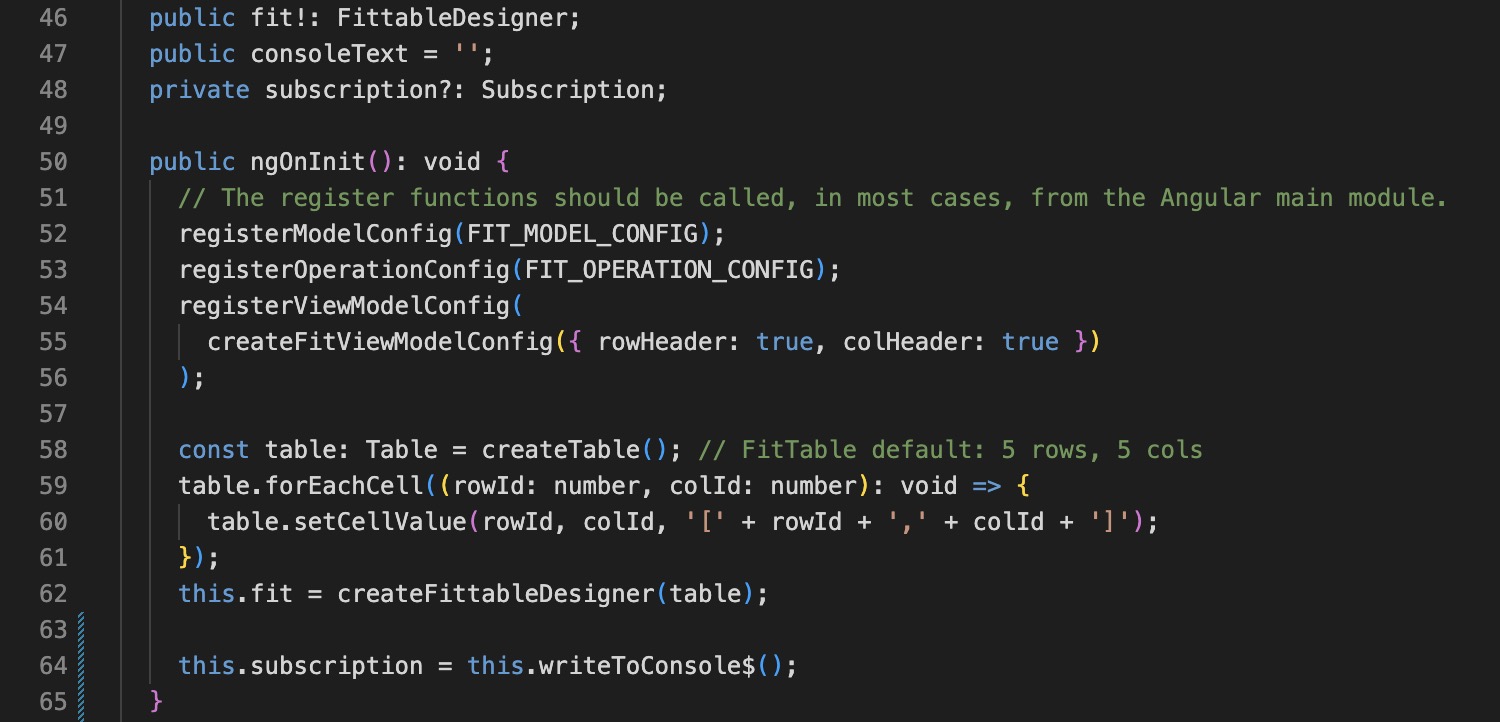 46 public fit!: FittableDesigner;
47 public consoleText = '';
48 private subscription?: Subscription;
49
50 public ngOnInit(): void {
51 // The register functions should be called, in most cases, from the Angular main module.
52 registerModelConfig(FIT_MODEL_CONFIG);
53 registerOperationConfig(FIT_OPERATION_CONFIG);
54 registerViewModelConfig(
55 createFitViewModelConfig({ rowHeader: true, colHeader: true })
56 );
57
58 const table: Table = createTable(); // FitTable default: 5 rows, 5 cols
59 table.forEachCell((rowId: number, colId: number): void => {
60 table.setCellValue(rowId, colId, '[' + rowId + ',' + colId + ']');
61 });
62 this.fit = createFittableDesigner(table);
63
64 this.subscription = this.writeToConsole$();
65 }